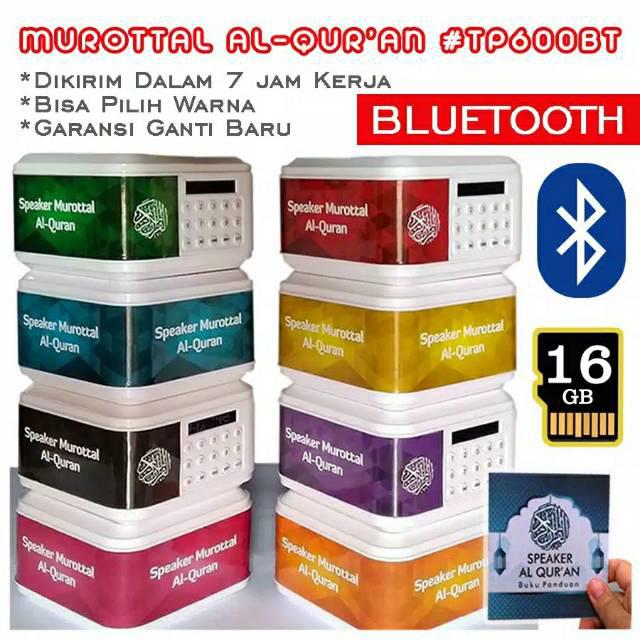 MUROTTAL AL-QUR'AN #TP600BT
*DIKIRIM DALAM 7 JAM KERJA
*BISA PILIH WARNA
*GARANSI GANTI BARU
BLUETOOTH
Speaker Murottal
Al-Quran
Speaker Murottal
Al-Quran
Speaker Murottal
Al-Quran
Speaker Murottal
Al-Quran
Speaker Murottal
Al-Quran
Speaker Murottal
Al-Quran
Speaker Murottal
Al-Quran
Speaker Murottal
Al-Quran
Speaker Murottal
Al-Quran
Speaker Murottal
Al-Quran
Speaker Murottal
Al-Quran
Speaker Murottal
Al-Quran
16
GB
SPEAKER
AL QUR'AN
Buku Panduan